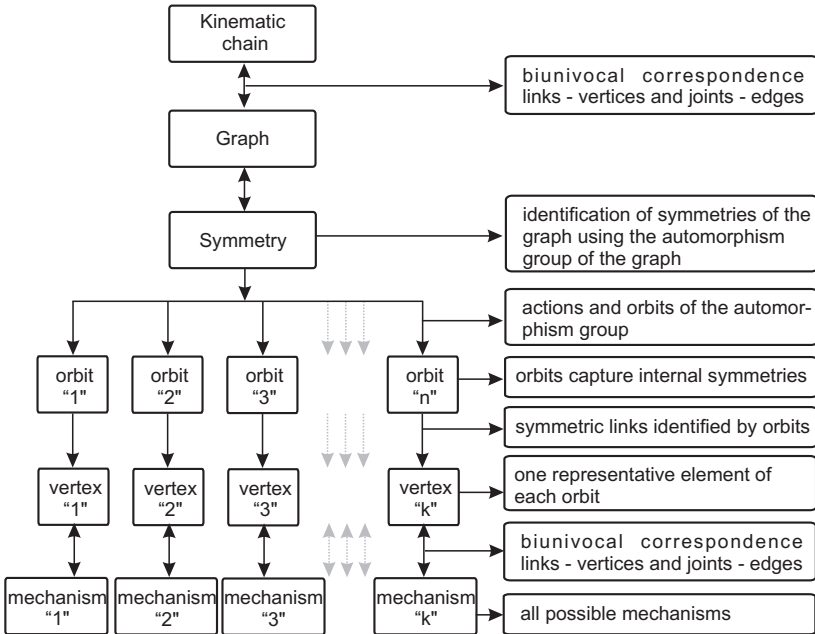 Kinematic
chain
biunivocal correspondence
links - vertices and joints - edges
Graph
Symmetry
identification of symmetries of the
graph using the automorphism
group of the graph
actions and orbits of the automor-
phism group
orbit
“1"
orbit
“2"
orbit
“3"
orbit
“n"
orbits capture internal symmetries
symmetric links identified by orbits
vertex
“1"
vertex
“2"
vertex
“3"
vertex
“k"
one representative element of
each orbit
biunivocal correspondence
links - vertices and joints - edges
mechanism
“1"
mechanism
“2"
mechanism
“3"
mechanism
“k"
all possible mechanisms